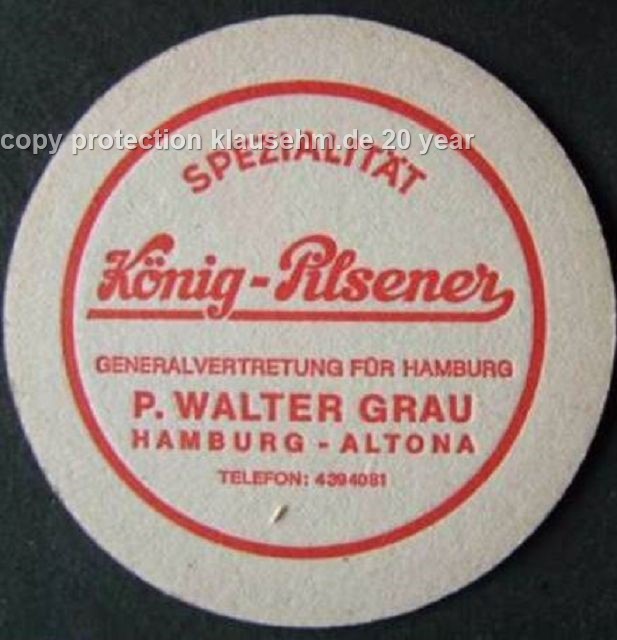 copy protection klausehm.de 20 year
SPEZIALITÄT
König-Pilsener
GENERALVERTRETUNG FÜR HAMBURG
P. WALTER GRAU
HAMBURG - ALTONA
TELEFON: 4394081